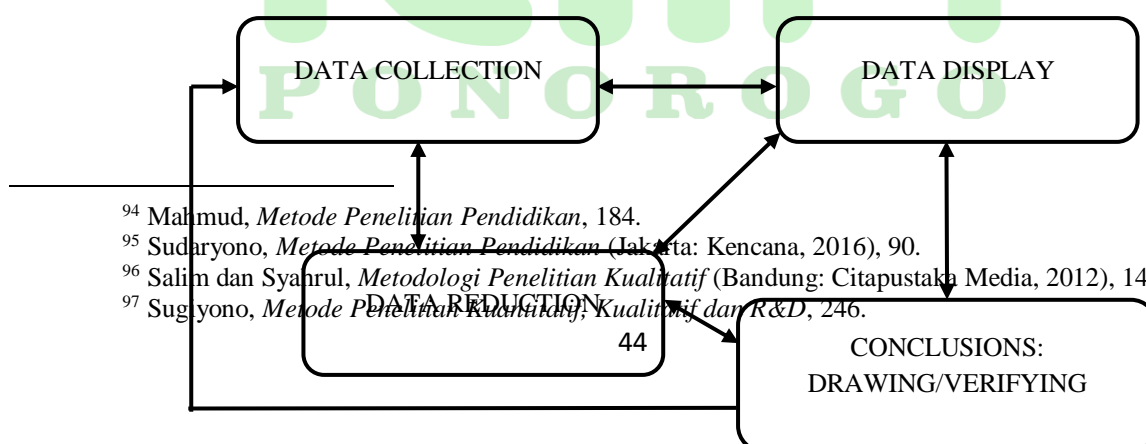 DATA COLLECTION
DATA DISPLAY
PONOROGO
94 Mahmud, Metode Penelitian Pendidikan, 184.
95 Sudaryono, Metode Penelitian Pendidikan (Jakarta: Kencana, 2016), 90.
96 Salim dan Syahrul, Metodologi Penelitian Kualitatif (Bandung: Citapustaka Media, 2012), 14
97 Sugiyono, Metode Penelitian Kuantitatif, Kualitatif dan R&D, 246.
DATA REDUCTION
44
CONCLUSIONS:
DRAWING/VERIFYING